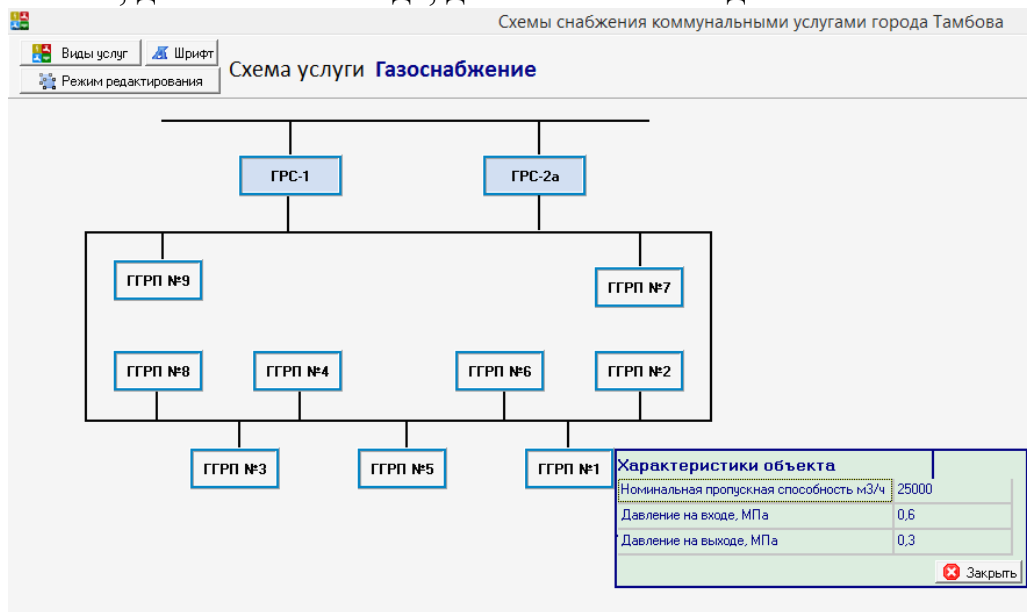 Схемы снабжения коммунальными услугами города Тамбова
Виды услуг
Шрифт
Режим редактирования
Схема услуги Газоснабжение
ГРС-1
ГРС-2а
ГГРП №9
ГГРП №7
ГГРП №8
ГГРП №4
ГГРП №6
ГГРП №2
ГГРП №3
ГГРП №5
ГГРП №1
Характеристики объекта
Номинальная пропускная способность м3/ч 25000
Давление на входе, МПа 0,6
Давление на выходе, МПа 0,3
Закрыть